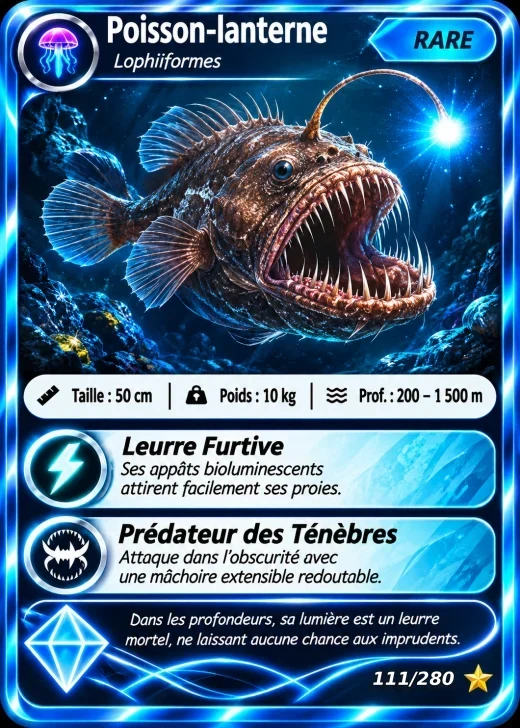 Poisson-lanterne
RARE
Lophiiformes
Taille : 50 cm | Poids : 10 kg | Prof. : 200 – 1 500 m
Leurre Furtive
Ses appâts bioluminescents
attirent facilement ses proies.
Prédateur des Ténèbres
Attaque dans l'obscurité avec
une mâchoire extensible redoutable.
Dans les profondeurs, sa lumière est un leurre
mortel, ne laissant aucune chance aux imprudents.
111/280